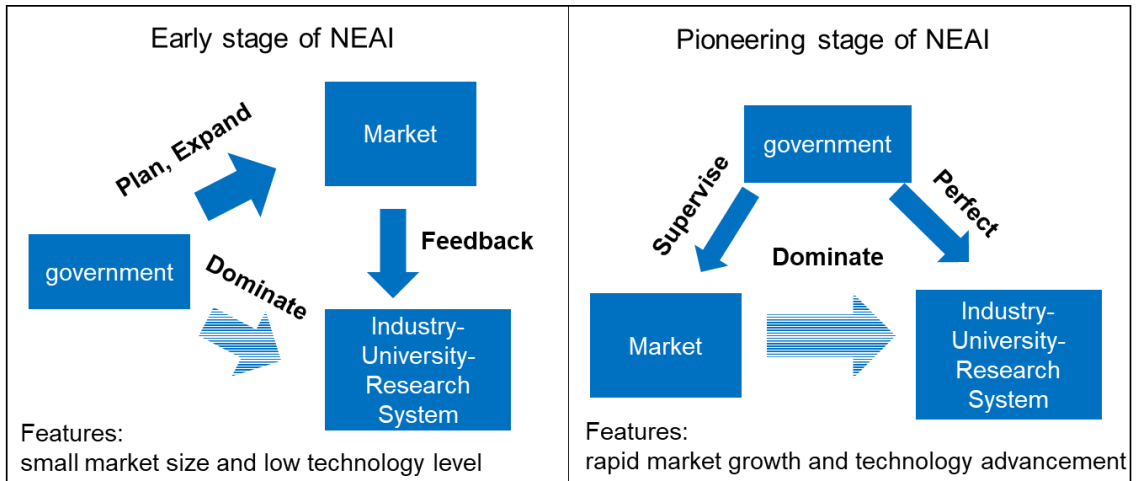 Early stage of NEAI
Plan, Expand
Market
government
Dominate
Feedback
Industry-
University-
Research
System
Features:
small market size and low technology level
Pioneering stage of NEAI
government
Supervise
Perfect
Dominate
Market
Industry-
University-
Research
System
Features:
rapid market growth and technology advancement